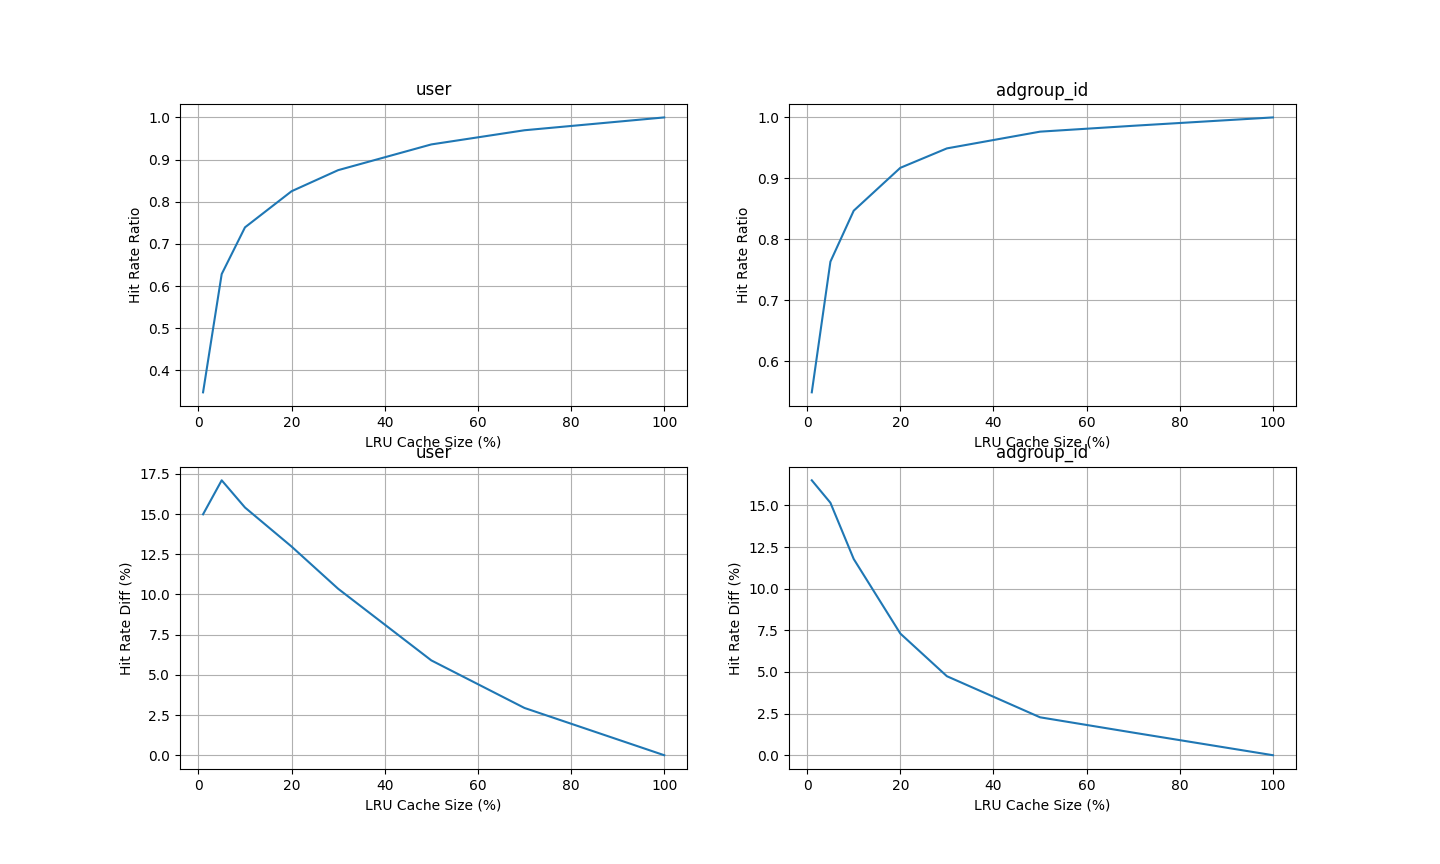 user
1.0
0.9
0.8
0.7
0.6
0.5
0.4
Hit Rate Ratio
0 20 40 60 80 100
LRU Cache Size (%)
adgroup_id
1.0
0.9
0.8
0.7
0.6
Hit Rate Ratio
0 20 40 60 80 100
LRU Cache Size (%)
user
17.5
15.0
12.5
10.0
7.5
5.0
2.5
0.0
Hit Rate Diff (%)
0 20 40 60 80 100
LRU Cache Size (%)
adgroup_id
15.0
12.5
10.0
7.5
5.0
2.5
0.0
Hit Rate Diff (%)
0 20 40 60 80 100
LRU Cache Size (%)